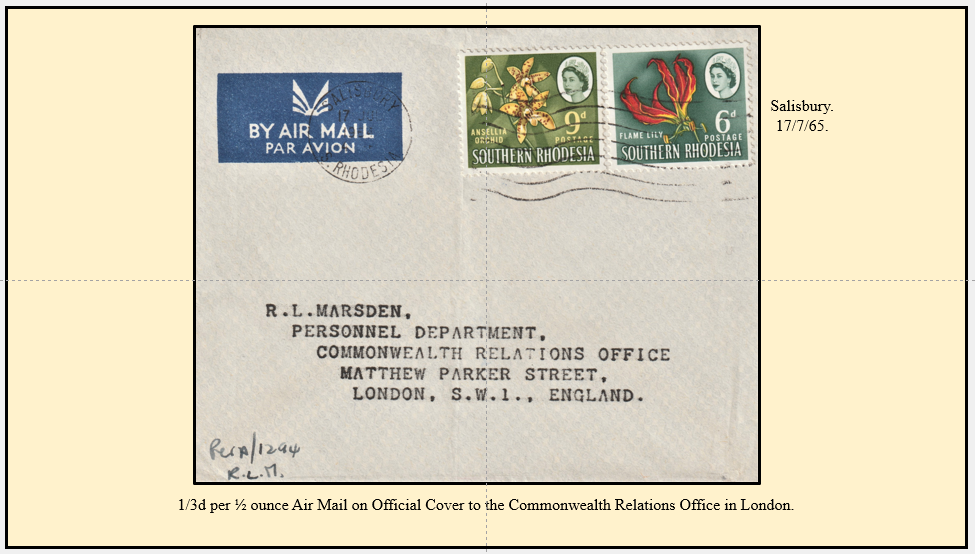 BY AIR MAIL
PAR AVION
SALISBURY
17
S. RHODESIA
ANSELLIA
ORCHID
9d
POSTAGE
SOUTHERN RHODESIA
FLAME LILY
6d
POSTAGE
SOUTHERN RHODESIA
Salisbury.
17/7/65.
R.L.MARSDEN,
PERSONNEL DEPARTMENT,
COMMONWEALTH RELATIONS OFFICE
MATTHEW PARKER STREET,
LONDON, S.W.1., ENGLAND.
/1294
R.L.M.
1/3d per ½ ounce Air Mail on Official Cover to the Commonwealth Relations Office in London.